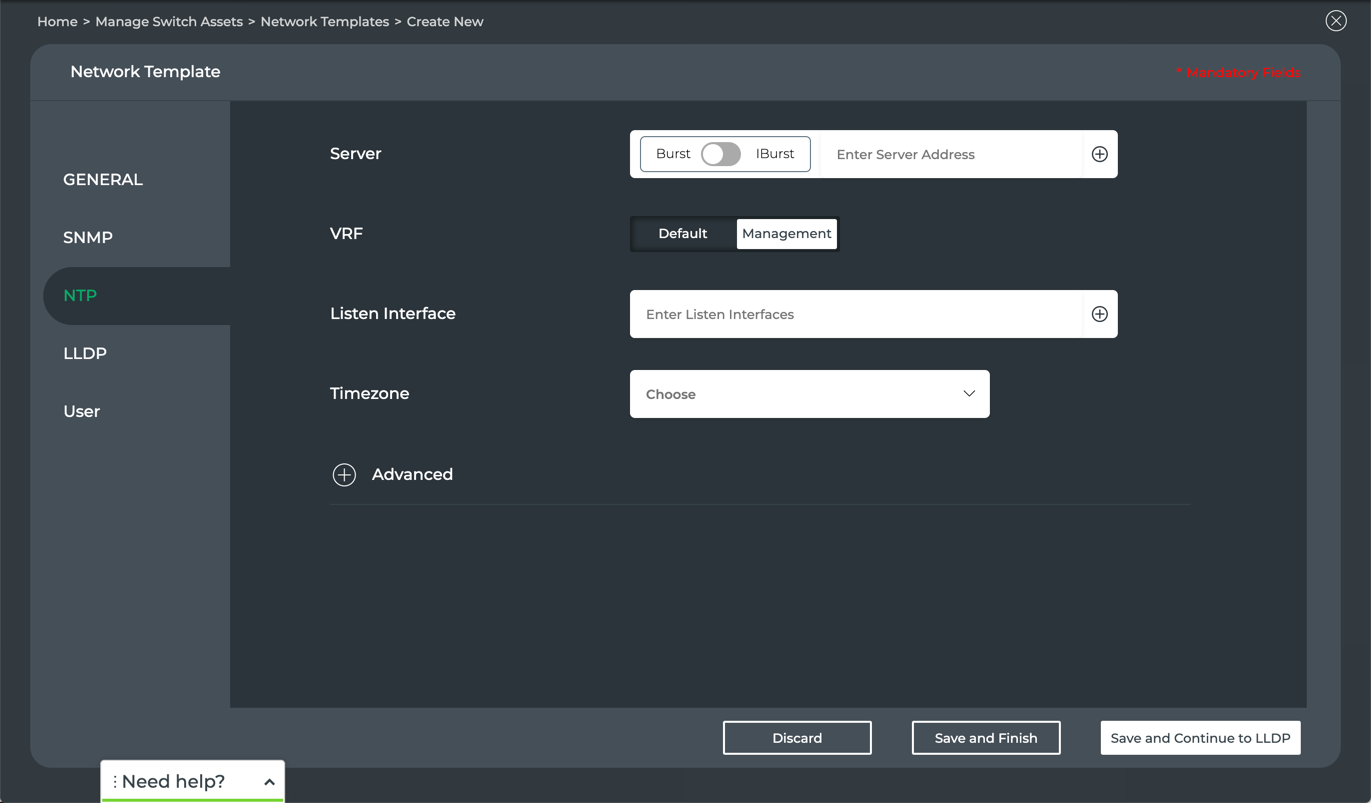 Home > Manage Switch Assets > Network Templates > Create New
Network Template
* Mandatory Fields
GENERAL
SNMP
NTP
LLDP
User
Server
Burst
IBurst
Enter Server Address
VRF
Default
Management
Listen Interface
Enter Listen Interfaces
Timezone
Choose
Advanced
Discard
Save and Finish
Save and Continue to LLDP
Need help?